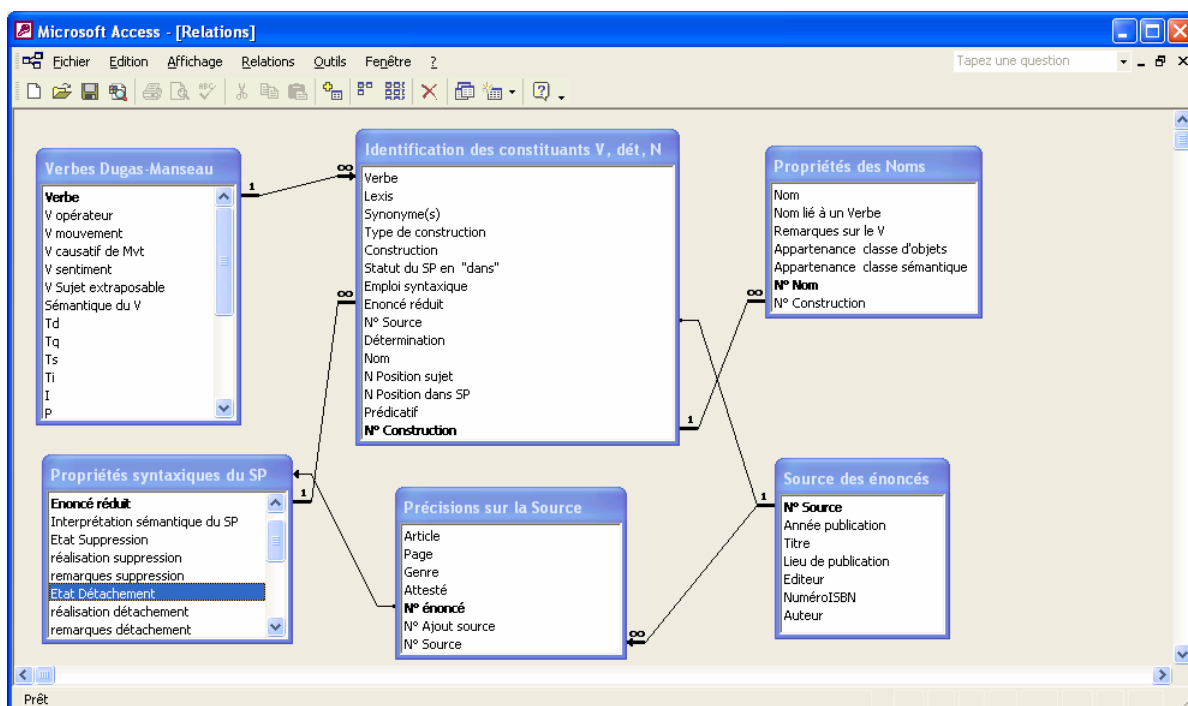 Microsoft Access - [Relations]
Fichier Edition Affichage Relations Outils Fenêtre ? Tapez une question
Verbes Dugas-Manseau
Verbe
V opérateur
V mouvement
V causatif de Mvt
V sentiment
V Sujet extraposable
Sémantique du V
Td
Tq
Ts
Ti
I
P
1
∞
Identification des constituants V, dét, N
Verbe
Lexis
Synonyme(s)
Type de construction
Construction
Statut du SP en "dans"
Emploi syntaxique
Enoncé réduit
N° Source
Détermination
Nom
N Position sujet
N Position dans SP
Prédicatif
N° Construction
∞
1
Propriétés des Noms
Nom
Nom lié à un Verbe
Remarques sur le V
Appartenance classe d'objets
Appartenance classe sémantique
N° Nom
N° Construction
∞
Propriétés syntaxiques du SP
Enoncé réduit
Interprétation sémantique du SP
Etat Suppression
réalisation suppression
remarques suppression
Etat Détachement
réalisation détachement
remarques détachement
1
Précisions sur la Source
Article
Page
Genre
Attesté
N° énoncé
N° Ajout source
N° Source
∞
1
Source des énoncés
N° Source
Année publication
Titre
Lieu de publication
Editeur
NuméroISBN
Auteur
Prêt